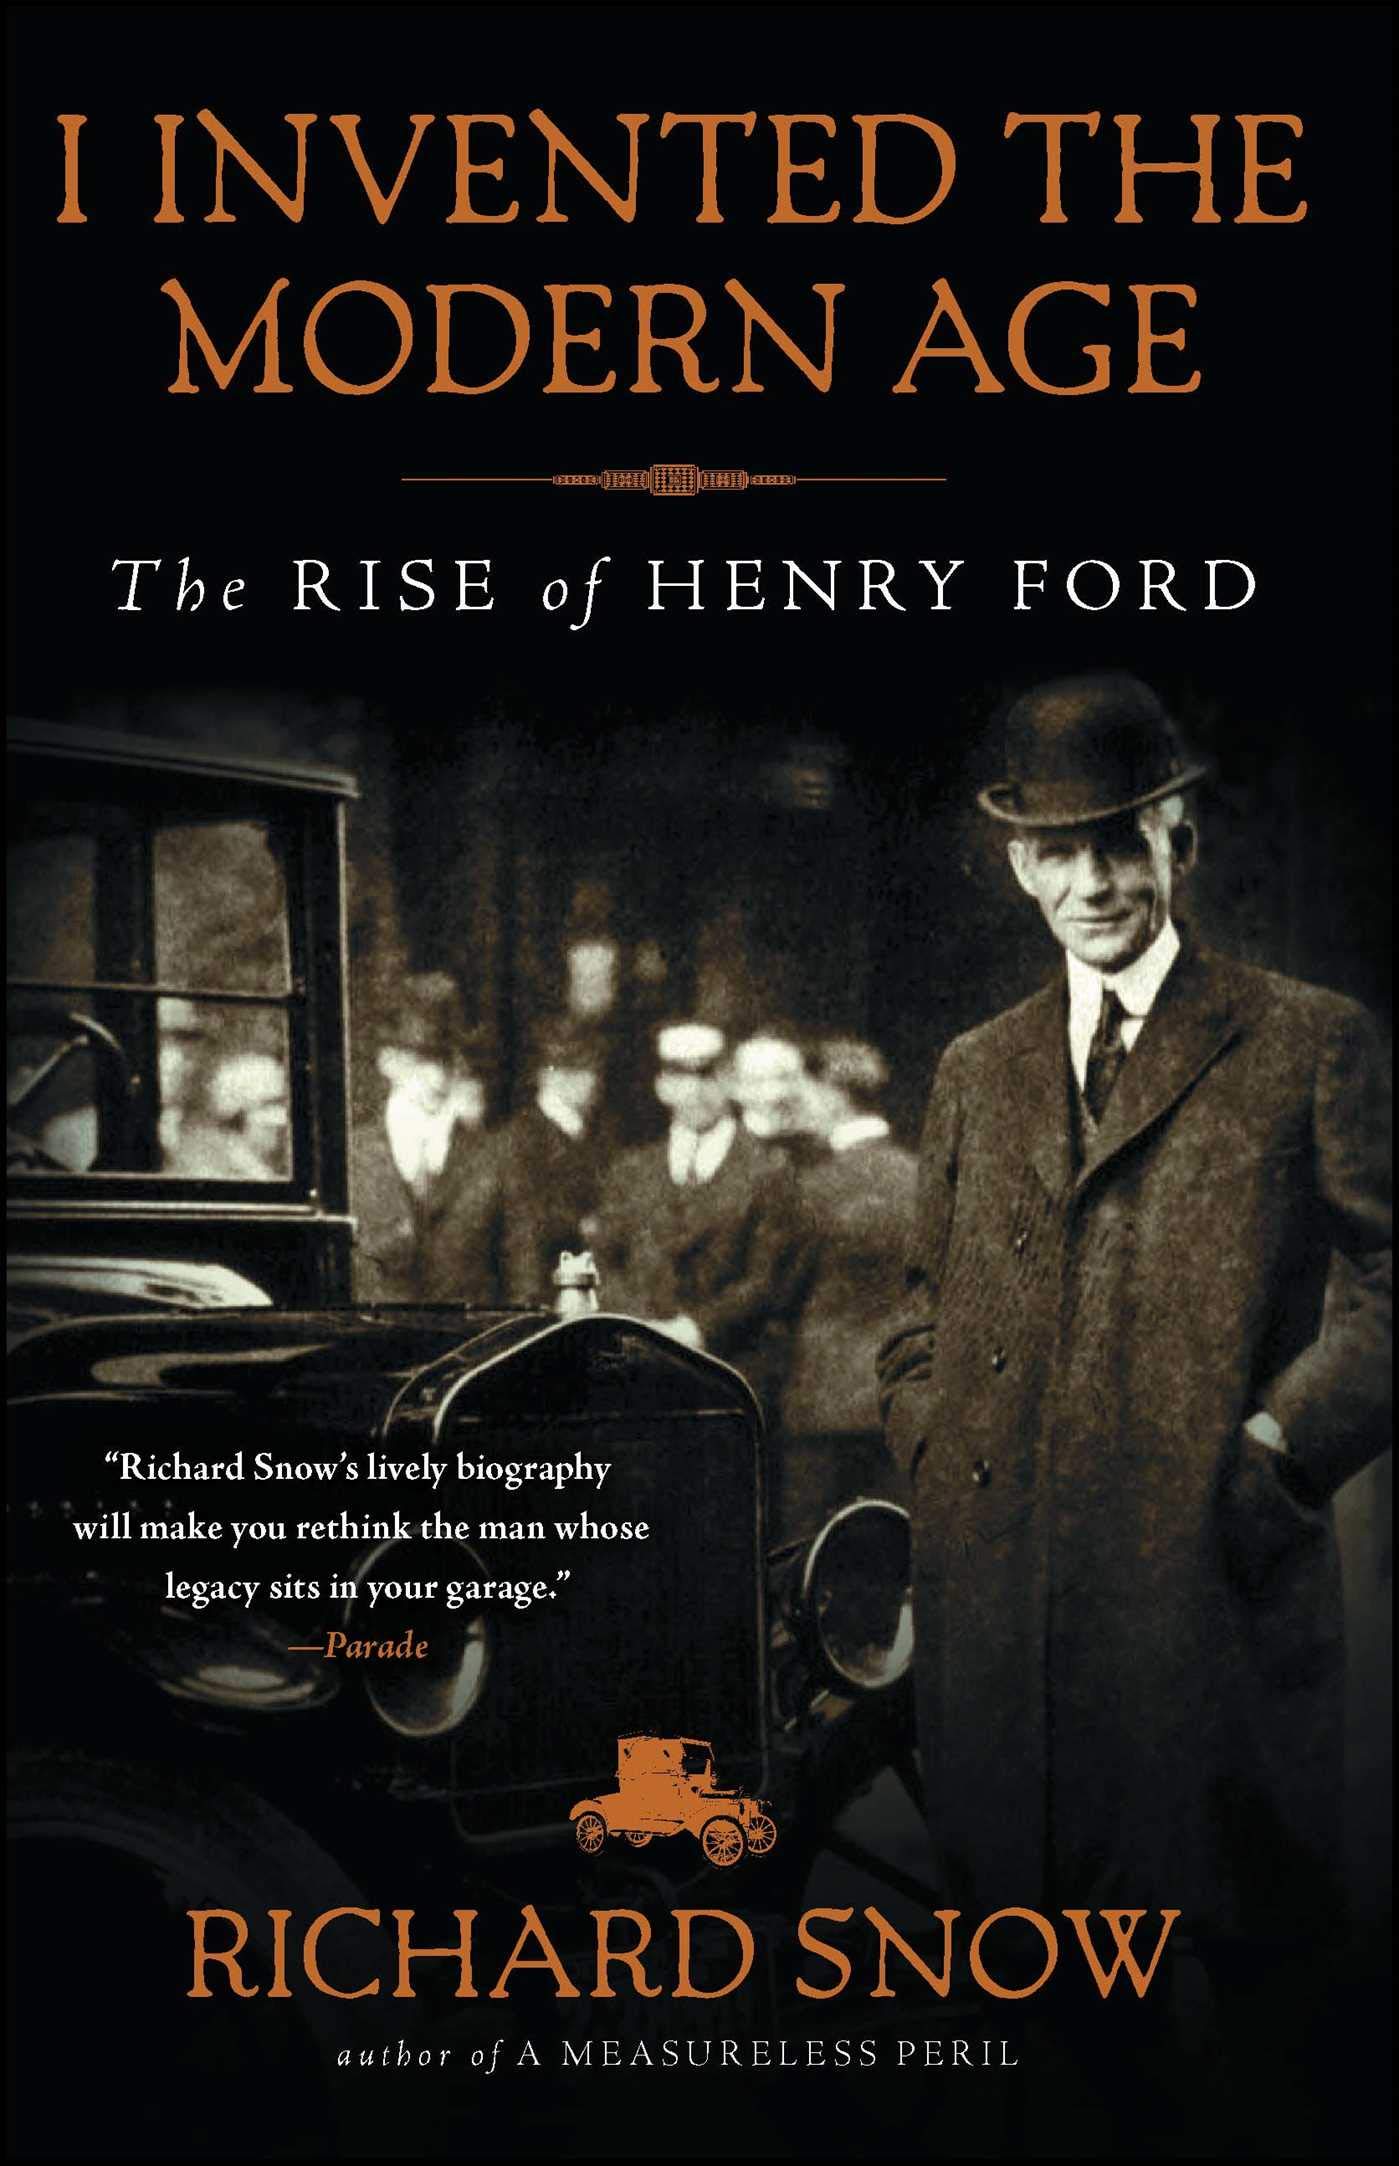 I INVENTED THE
MODERN AGE
The RISE of HENRY FORD
“Richard Snow’s lively biography
will make you rethink the man whose
legacy sits in your garage.”
—Parade
RICHARD SNOW
author of A MEASURELESS PERIL